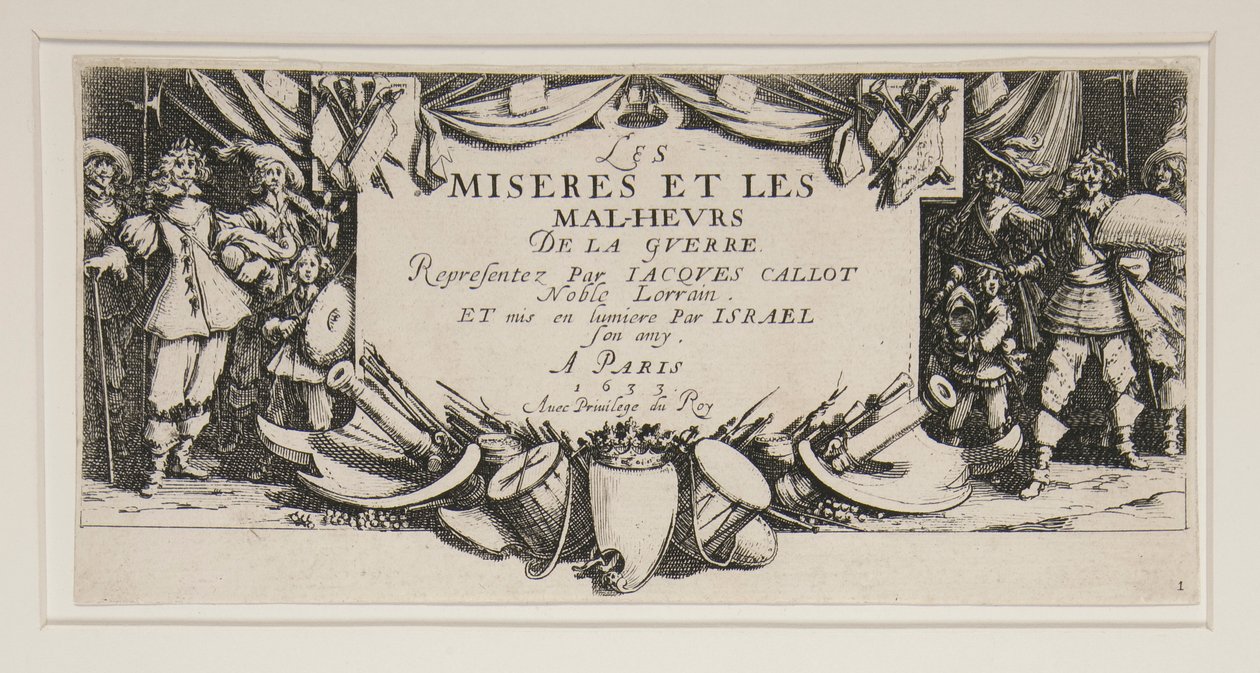 LES
MISERES ET LES
MAL-HEVRS
DE LA GVERRE.
Repreſentez Par IACQVES CALLOT
Noble Lorrain.
ET mis en lumiere Par ISRAEL
ſon amy.
A PARIS
1633.
Auec Priuilege du Roy
1